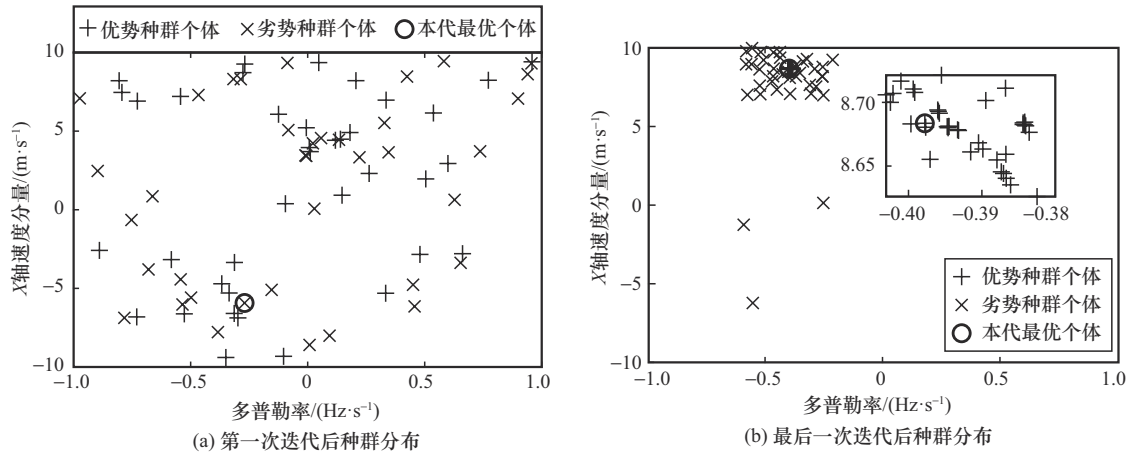 优势种群个体 劣势种群个体 本代最优个体
10
5
0
−5
−10
X轴速度分量/(m·s⁻¹)
−1.0 −0.5 0 0.5 1.0
多普勒率/(Hz·s⁻¹)
(a) 第一次迭代后种群分布
10
5
0
−5
−10
X轴速度分量/(m·s⁻¹)
8.70
8.65
−0.40 −0.39 −0.38
优势种群个体
劣势种群个体
本代最优个体
−1.0 −0.5 0 0.5 1.0
多普勒率/(Hz·s⁻¹)
(b) 最后一次迭代后种群分布